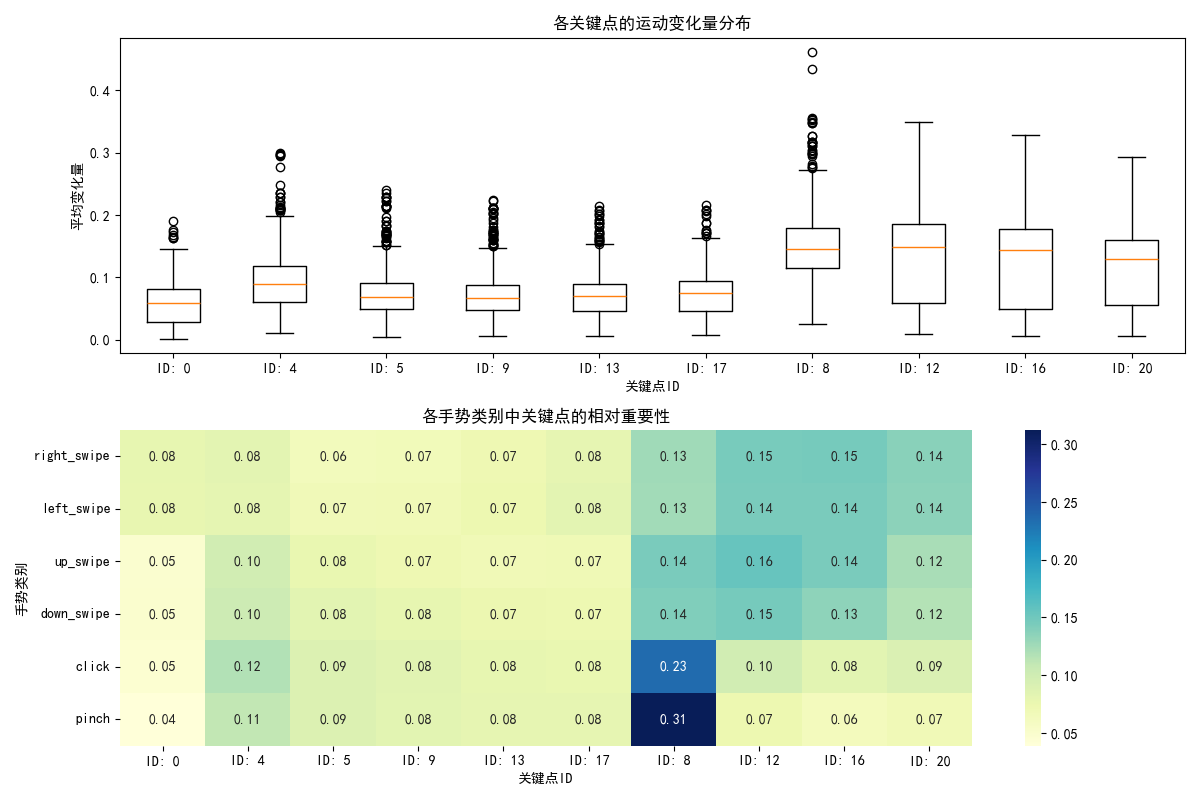 各关键点的运动变化量分布
平均变化量
0.4
0.3
0.2
0.1
0.0
ID: 0 ID: 4 ID: 5 ID: 9 ID: 13 ID: 17 ID: 8 ID: 12 ID: 16 ID: 20
关键点ID
各手势类别中关键点的相对重要性
手势类别
right_swipe 0.08 0.08 0.06 0.07 0.07 0.08 0.13 0.15 0.15 0.14
left_swipe 0.08 0.08 0.07 0.07 0.07 0.08 0.13 0.14 0.14 0.14
up_swipe 0.05 0.10 0.08 0.07 0.07 0.07 0.14 0.16 0.14 0.12
down_swipe 0.05 0.10 0.08 0.08 0.07 0.07 0.14 0.15 0.13 0.12
click 0.05 0.12 0.09 0.08 0.08 0.08 0.23 0.10 0.08 0.09
pinch 0.04 0.11 0.09 0.08 0.08 0.08 0.31 0.07 0.06 0.07
ID: 0 ID: 4 ID: 5 ID: 9 ID: 13 ID: 17 ID: 8 ID: 12 ID: 16 ID: 20
关键点ID
0.30
0.25
0.20
0.15
0.10
0.05